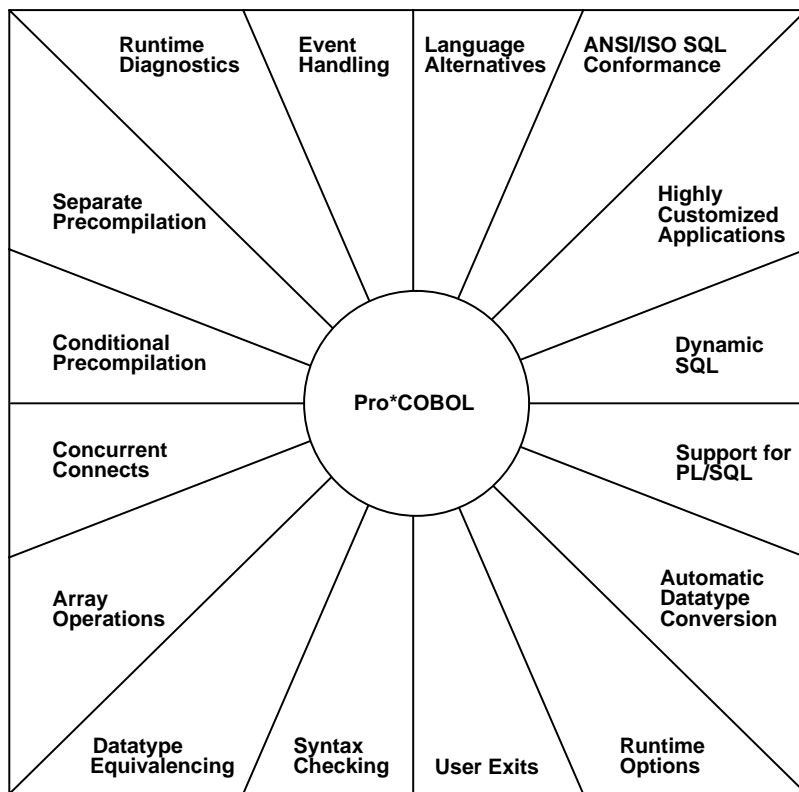 Runtime
Diagnostics
Event
Handling
Language
Alternatives
ANSI/ISO SQL
Conformance
Separate
Precompilation
Highly
Customized
Applications
Conditional
Precompilation
Dynamic
SQL
Pro*COBOL
Concurrent
Connects
Support for
PL/SQL
Array
Operations
Automatic
Datatype
Conversion
Datatype
Equivalencing
Syntax
Checking
User Exits
Runtime
Options